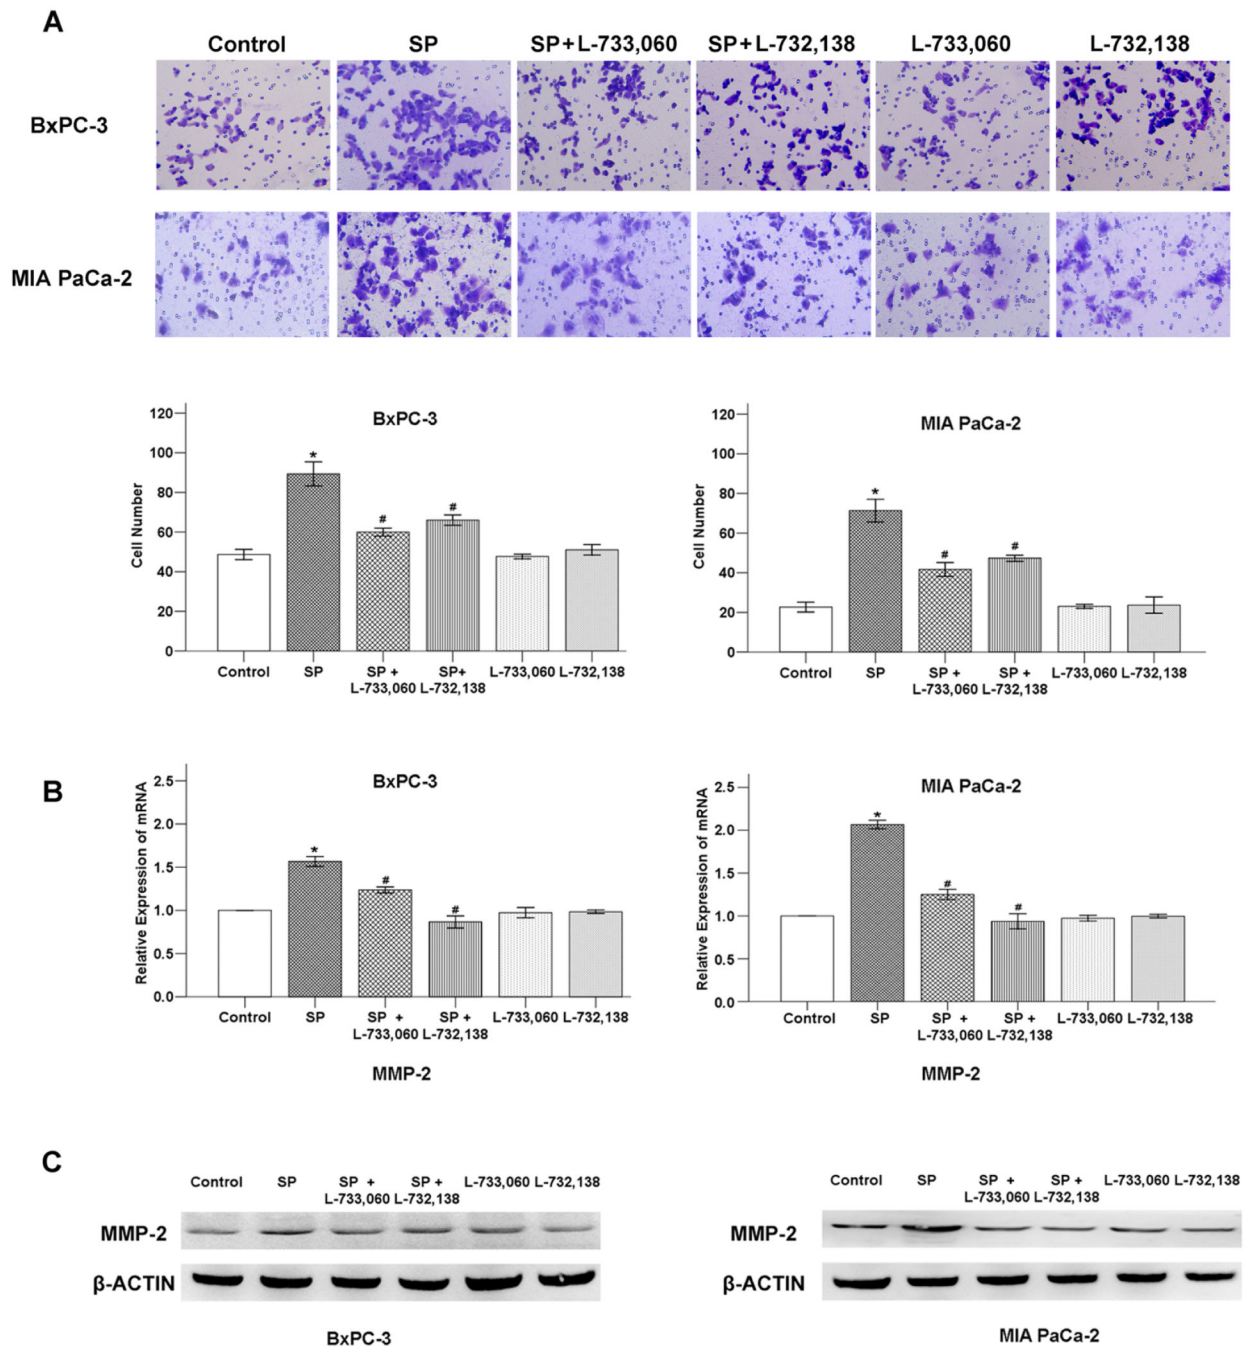 A
Control SP SP+L-733,060 SP+L-732,138 L-733,060 L-732,138
BxPC-3
MIA PaCa-2
BxPC-3
Cell Number
120
100
80
60
40
20
0
Control SP SP + SP+ L-733,060 L-732,138
L-733,060 L-732,138
*
#
#
MIA PaCa-2
Cell Number
120
100
80
60
40
20
0
Control SP SP + SP + L-733,060 L-732,138
L-733,060 L-732,138
*
#
#
B
BxPC-3
Relative Expression of mRNA
2.5
2.0
1.5
1.0
0.5
0.0
*
#
#
Control SP SP + SP + L-733,060 L-732,138
L-733,060 L-732,138
MMP-2
MIA PaCa-2
Relative Expression of mRNA
2.5
2.0
1.5
1.0
0.5
0.0
*
#
#
Control SP SP + SP + L-733,060 L-732,138
L-733,060 L-732,138
MMP-2
C
Control SP SP + SP + L-733,060 L-732,138
L-733,060 L-732,138
MMP-2
β-ACTIN
BxPC-3
Control SP SP + SP + L-733,060 L-732,138
L-733,060 L-732,138
MMP-2
β-ACTIN
MIA PaCa-2